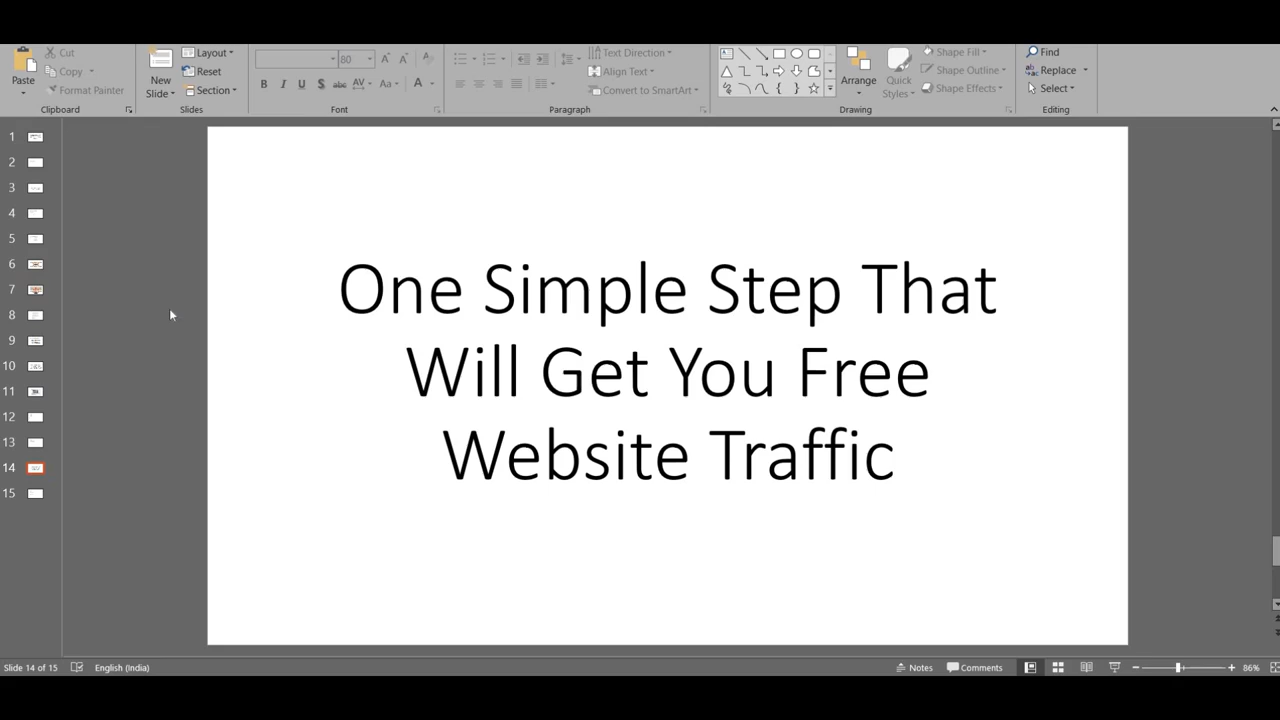 Cut
Copy
Format Painter
Paste
Clipboard
New
Slide
Layout
Reset
Section
Slides
80
B I U S abc AV Aa A
Font
Text Direction
Align Text
Convert to SmartArt
Paragraph
Arrange
Quick
Styles
Shape Fill
Shape Outline
Shape Effects
Drawing
Find
Replace
Select
Editing
1
2
3
4
5
6
7
8
9
10
11
12
13
14
15
One Simple Step That
Will Get You Free
Website Traffic
Slide 14 of 15 English (India) Notes Comments 86%